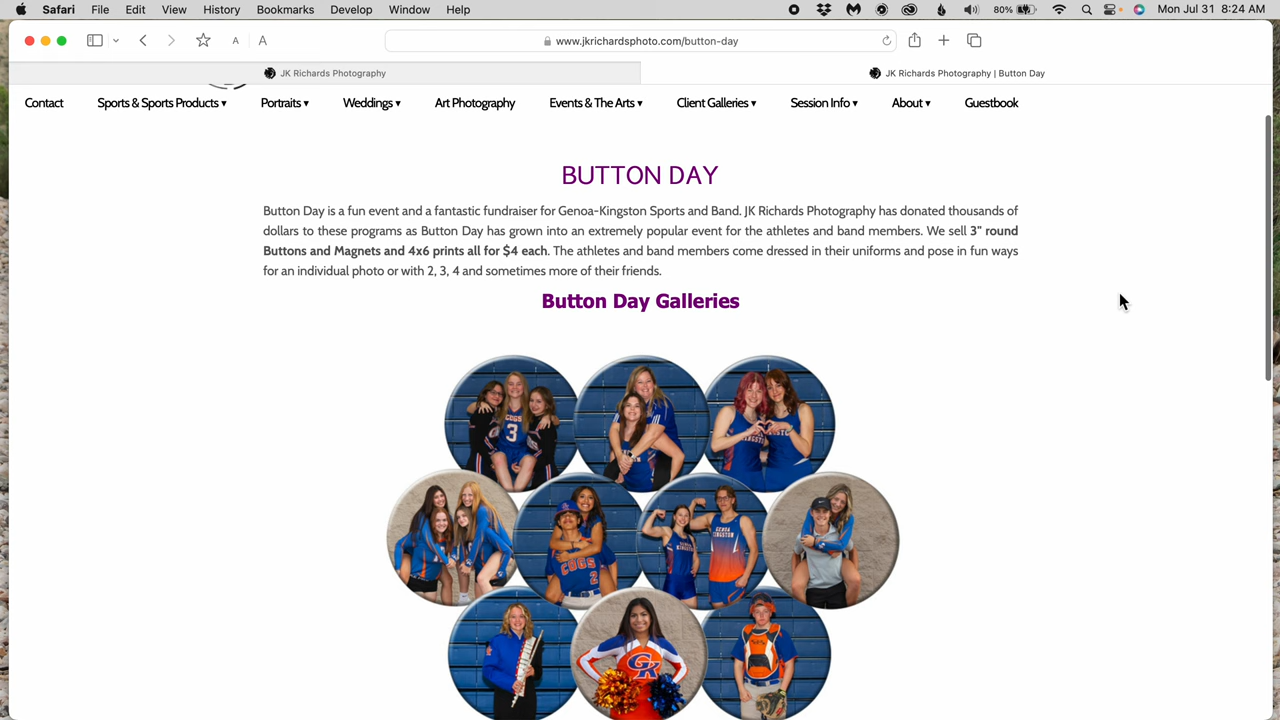 Safari File Edit View History Bookmarks Develop Window Help 80% Mon Jul 31 8:24 AM
A A www.jkrichardsphoto.com/button-day
JK Richards Photography JK Richards Photography | Button Day
Contact Sports & Sports Products ▾ Portraits ▾ Weddings ▾ Art Photography Events & The Arts ▾ Client Galleries ▾ Session Info ▾ About ▾ Guestbook
BUTTON DAY
Button Day is a fun event and a fantastic fundraiser for Genoa-Kingston Sports and Band. JK Richards Photography has donated thousands of
dollars to these programs as Button Day has grown into an extremely popular event for the athletes and band members. We sell 3" round
Buttons and Magnets and 4x6 prints all for $4 each. The athletes and band members come dressed in their uniforms and pose in fun ways
for an individual photo or with 2, 3, 4 and sometimes more of their friends.
Button Day Galleries
COGS
3
COGS
2
GENOA
KINGSTON
GK